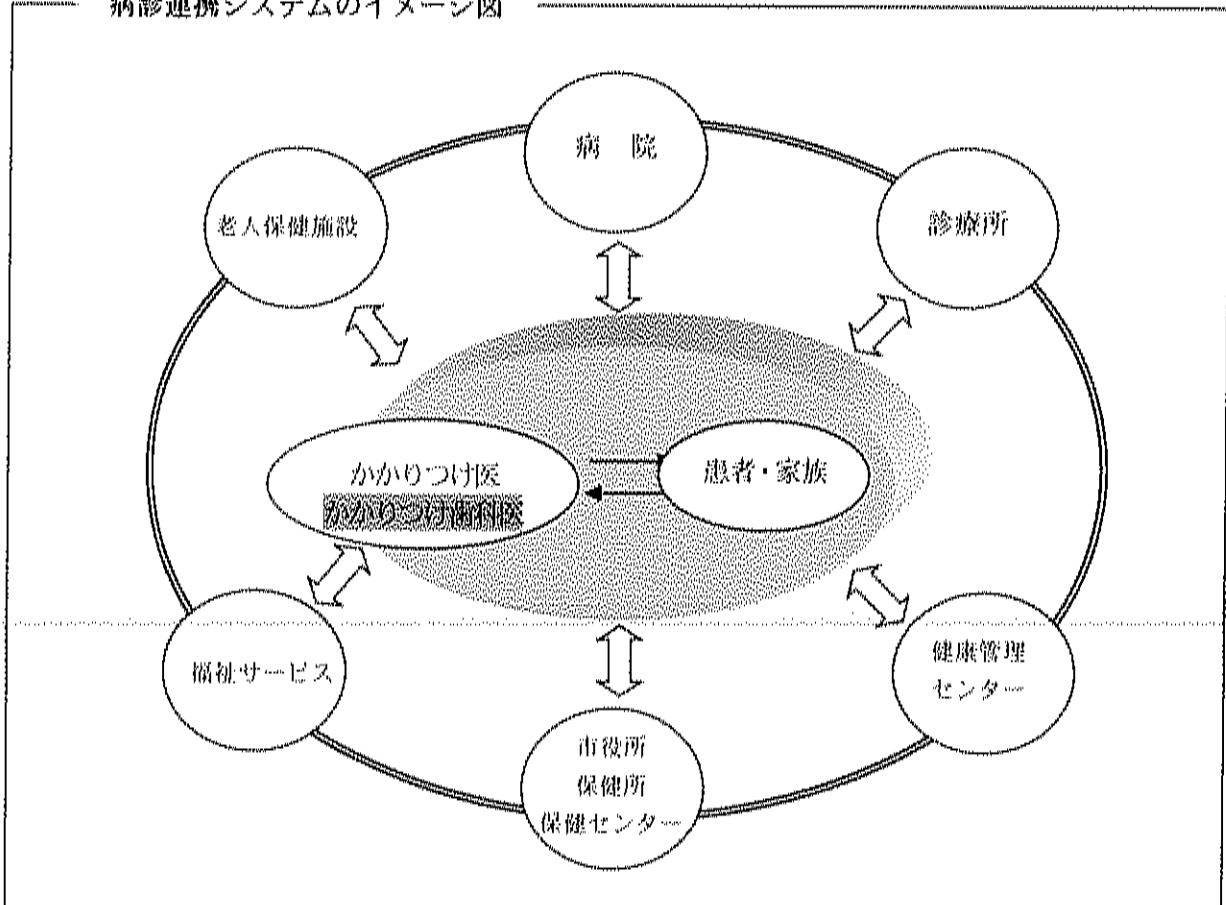 病診連携システムのイメージ図
病 院
老人保健施設
診療所
かかりつけ医
かかりつけ歯科医
患者・家族
福祉サービス
健康管理
センター
市役所
保健所
保健センター